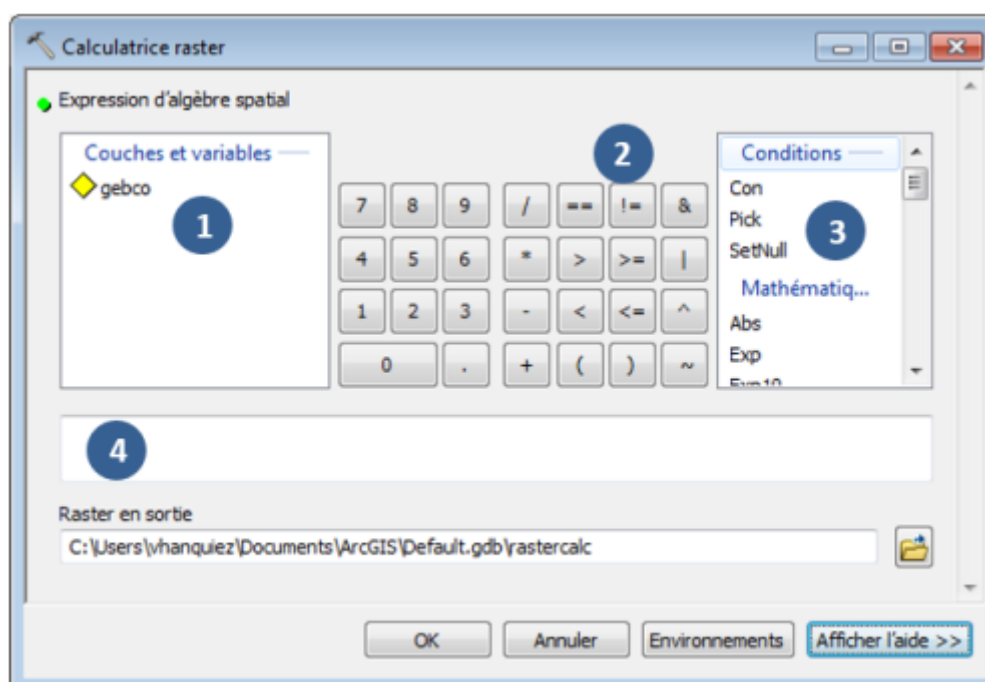 Calculatrice raster
Expression d'algèbre spatial
Couches et variables
gebco
1
2
7 8 9 / == != &
4 5 6 * > >= |
1 2 3 - < <= ^
0 . + ( ) ~
Conditions
Con
Pick
SetNull
3
Mathématiq...
Abs
Exp
Exp10
4
Raster en sortie
C:\Users\vhanquiez\Documents\ArcGIS\Default.gdb\rastercalc
OK Annuler Environnements Afficher l'aide >>